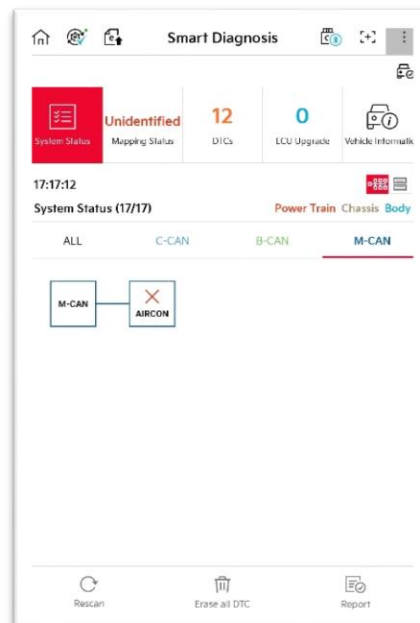 Smart Diagnosis
System Status
Unidentified
Mapping Status
12
DTCs
0
ECU Upgrade
Vehicle Informatic
17:17:12
System Status (17/17)
Power Train Chassis Body
ALL C-CAN B-CAN M-CAN
M-CAN
AIRCON
Rescan
Erase all DTC
Report